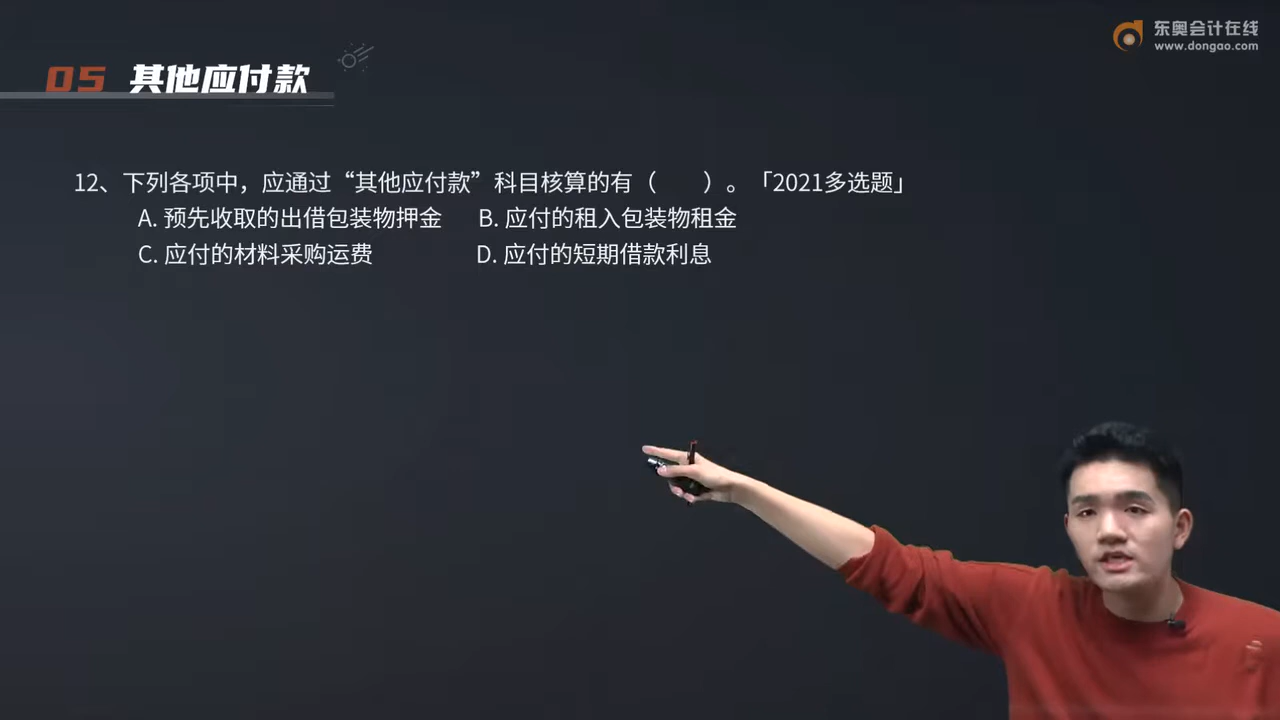 东奥会计在线
www.dongao.com
05 其他应付款
12、下列各项中，应通过“其他应付款”科目核算的有（　　）。「2021多选题」
A. 预先收取的出借包装物押金 B. 应付的租入包装物租金
C. 应付的材料采购运费 D. 应付的短期借款利息